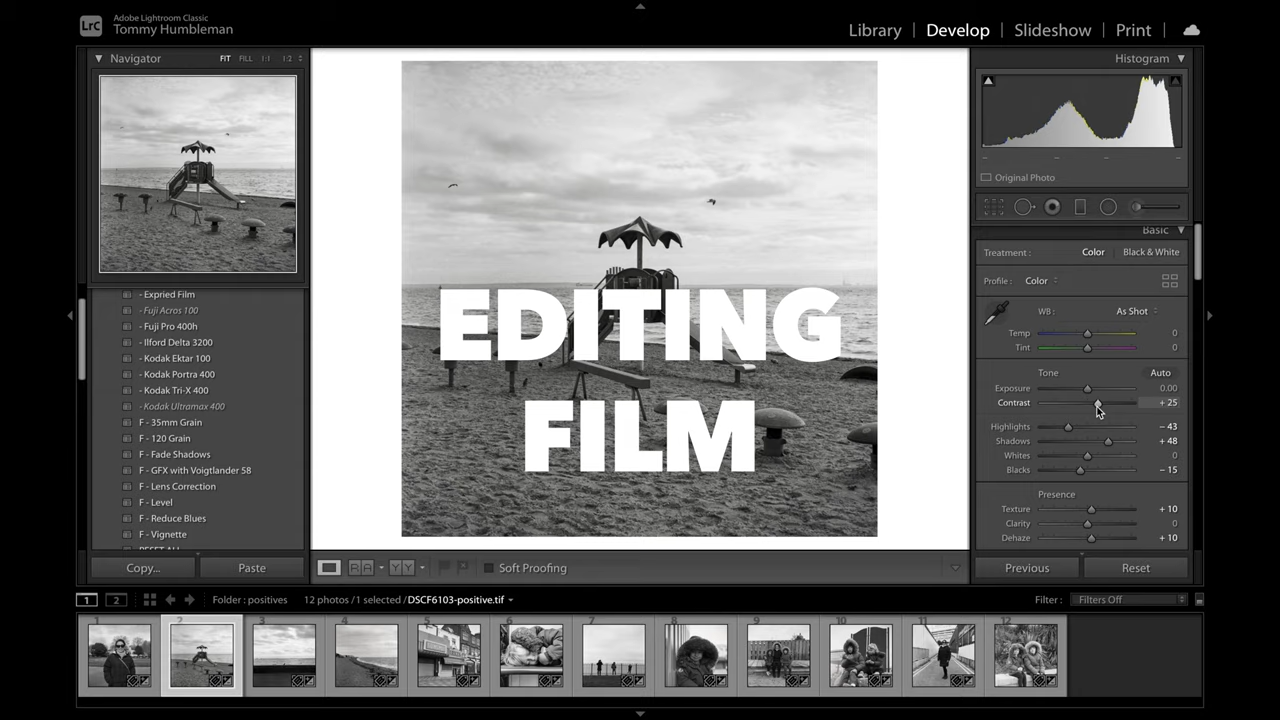 Adobe Lightroom Classic
LrC
Tommy Humbleman
Library | Develop | Slideshow | Print
Navigator FIT FILL 1:1 1:2
- Expried Film
- Fuji Acros 100
- Fuji Pro 400h
- Ilford Delta 3200
- Kodak Ektar 100
- Kodak Portra 400
- Kodak Tri-X 400
- Kodak Ultramax 400
F - 35mm Grain
F - 120 Grain
F - Fade Shadows
F - GFX with Voigtlander 58
F - Lens Correction
F - Level
F - Reduce Blues
F - Vignette
RESET ALL
Copy... Paste
EDITING
FILM
Soft Proofing
Histogram
Original Photo
Basic
Treatment : Color Black & White
Profile : Color
WB : As Shot
Temp 0
Tint 0
Tone Auto
Exposure 0.00
Contrast + 25
Highlights − 43
Shadows + 48
Whites 0
Blacks − 15
Presence
Texture + 10
Clarity 0
Dehaze + 10
Previous Reset
1 2 Folder : positives 12 photos /1 selected /DSCF6103-positive.tif Filter : Filters Off
1 2 3 4 5 6 7 8 9 10 11 12